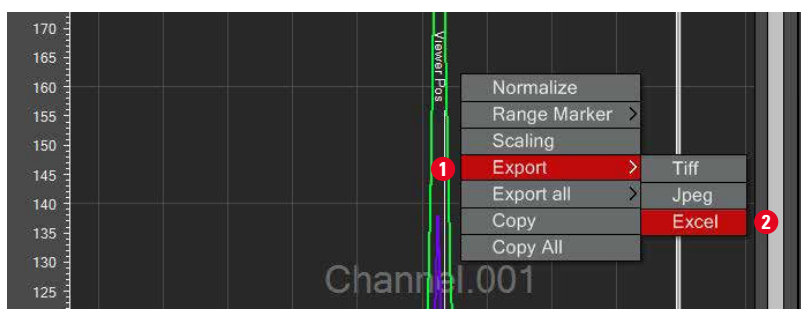 170
165
160
155
150
145
140
135
130
125
Viewer Pos
Normalize
Range Marker >
Scaling
1 Export > Tiff
Export all > Jpeg
Copy Excel 2
Copy All
Channel.001